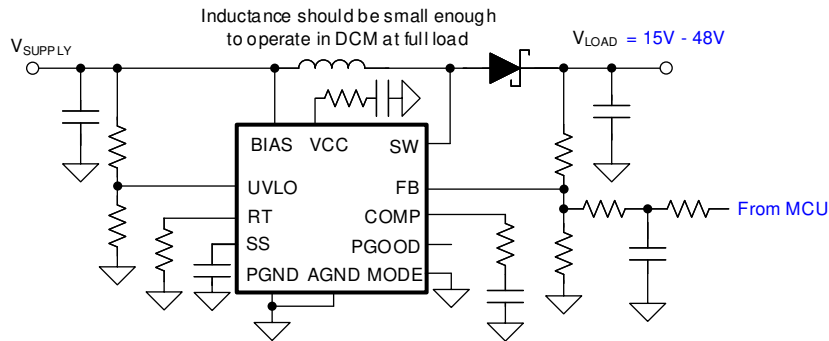 Inductance should be small enough
to operate in DCM at full load
VSUPPLY
VLOAD = 15V - 48V
BIAS VCC SW
UVLO FB
RT COMP
SS PGOOD
PGND AGND MODE
From MCU